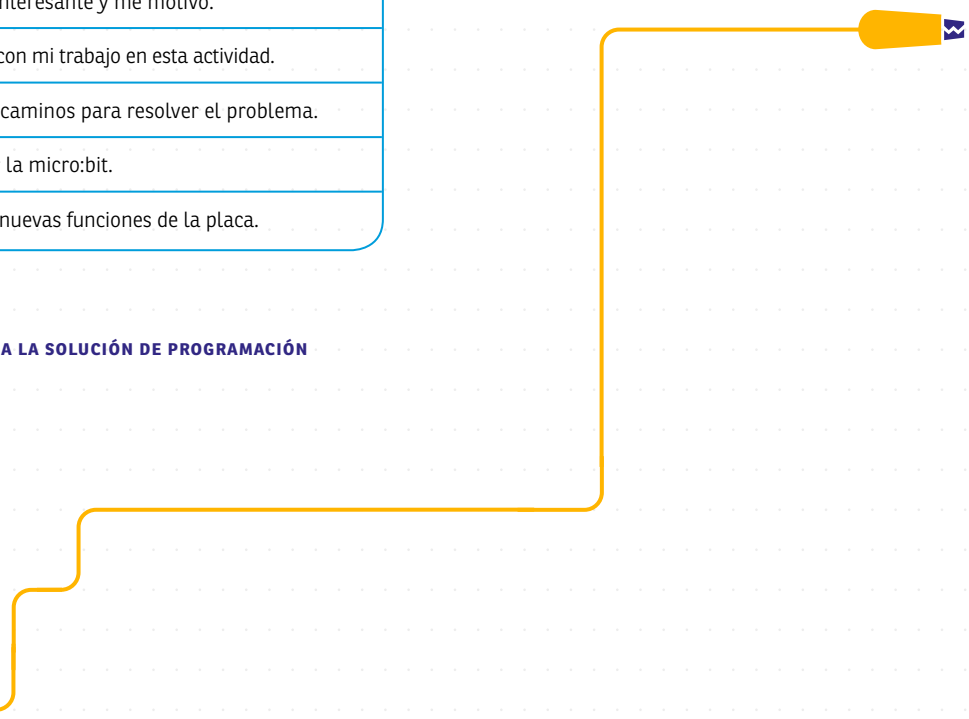 interesante y me motivó.
con mi trabajo en esta actividad.
caminos para resolver el problema.
la micro:bit.
nuevas funciones de la placa.
A LA SOLUCIÓN DE PROGRAMACIÓN